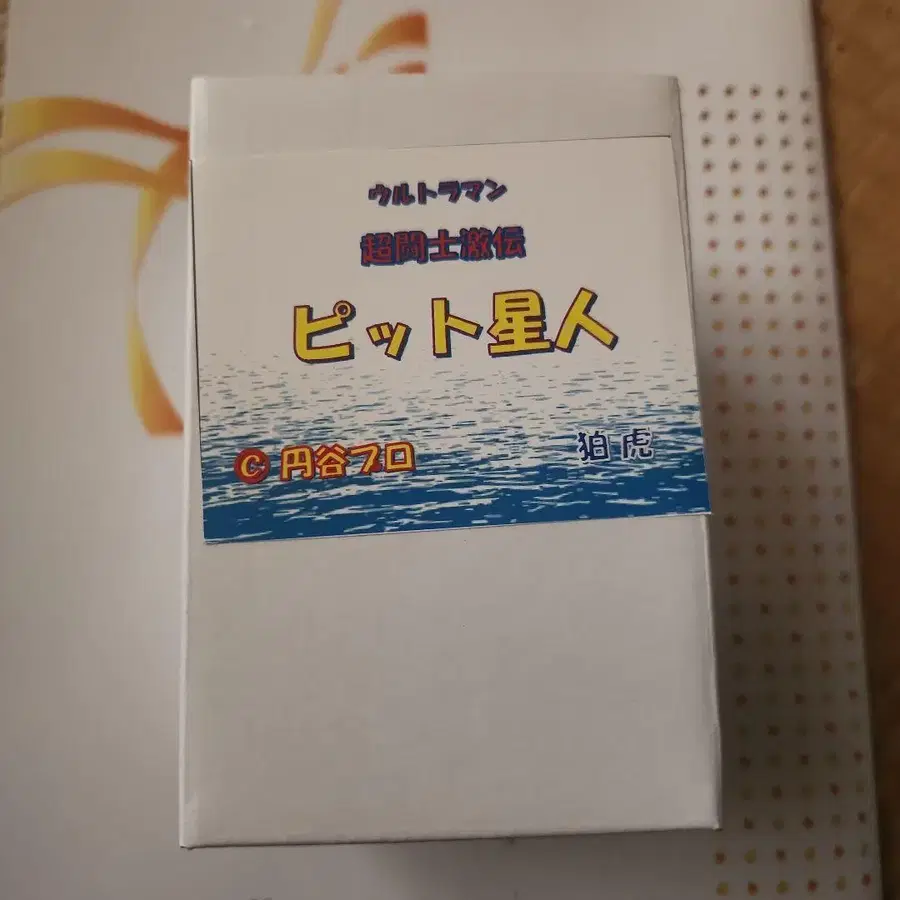 ウルトラマン
超闘士激伝
ピット星人
© 円谷プロ
狛虎